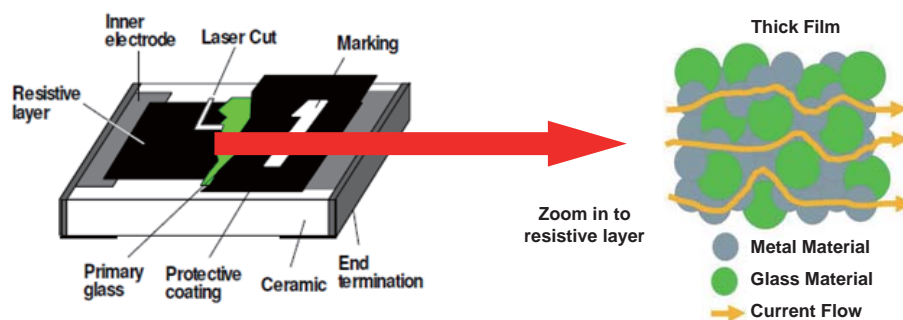 Inner
electrode
Laser Cut
Marking
Resistive
layer
1
Primary
glass
Protective
coating
Ceramic
End
termination
Zoom in to
resistive layer
Thick Film
Metal Material
Glass Material
Current Flow